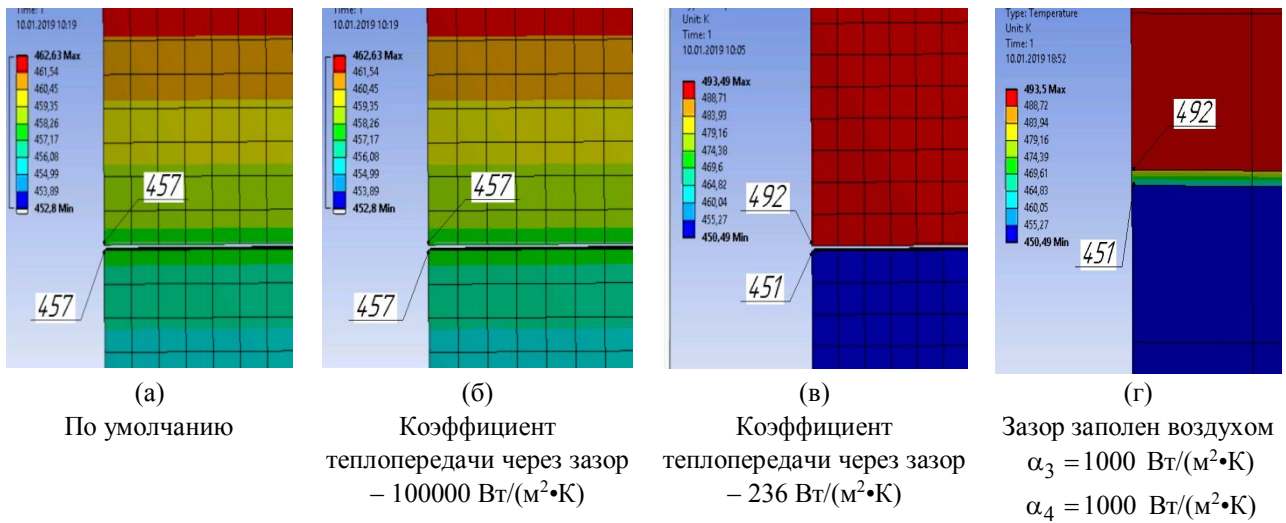 10.01.2019 10:19
462,63 Max
461,54
460,45
459,35
458,26
457,17
456,08
454,99
453,89
452,8 Min
457
457
(а)
По умолчанию
10.01.2019 10:19
462,63 Max
461,54
460,45
459,35
458,26
457,17
456,08
454,99
453,89
452,8 Min
457
457
(б)
Коэффициент
теплопередачи через зазор
– 100000 Вт/(м²•К)
Unit: K
Time: 1
10.01.2019 10:05
493,49 Max
488,71
483,93
479,16
474,38
469,6
464,82
460,04
455,27
450,49 Min
492
451
(в)
Коэффициент
теплопередачи через зазор
– 236 Вт/(м²•К)
Type: Temperature
Unit: K
Time: 1
10.01.2019 18:52
493,5 Max
488,72
483,94
479,16
474,39
469,61
464,83
460,05
455,27
450,49 Min
492
451
(г)
Зазор заполен воздухом
α₃ = 1000 Вт/(м²•К)
α₄ = 1000 Вт/(м²•К)